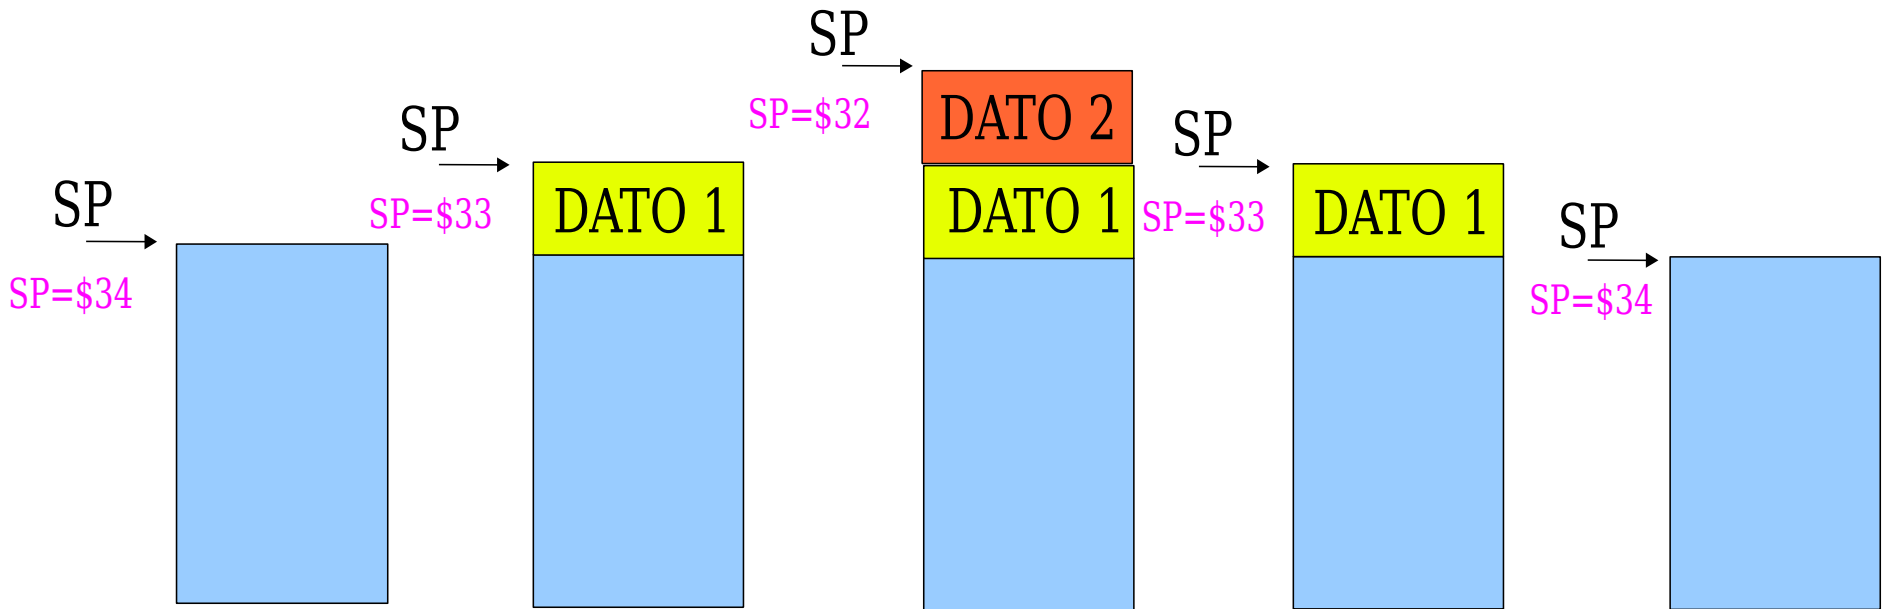 SP
SP=$34
SP
SP=$33
DATO 1
SP
SP=$32
DATO 2
DATO 1
SP
SP=$33
DATO 1
SP
SP=$34